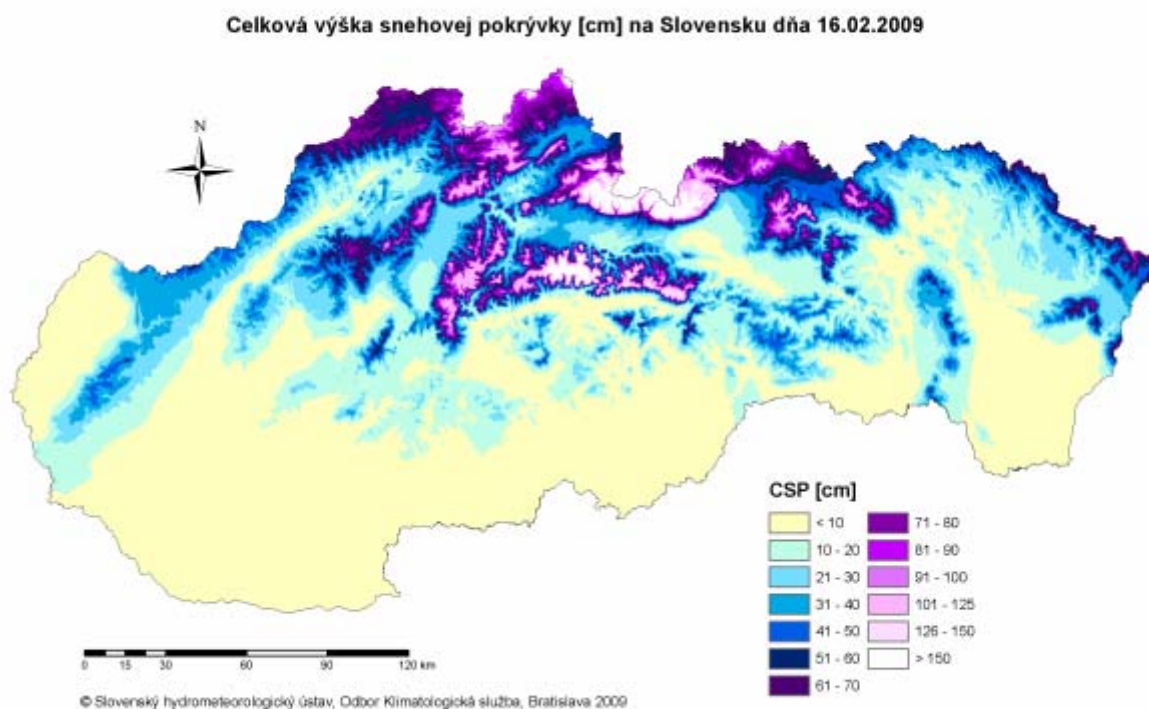 Celková výška snehovej pokrývky [cm] na Slovensku dňa 16.02.2009
N
CSP [cm]
< 10
10 - 20
21 - 30
31 - 40
41 - 50
51 - 60
61 - 70
71 - 80
81 - 90
91 - 100
101 - 125
126 - 150
> 150
0 15 30 60 90 120 km
© Slovenský hydrometeorologický ústav, Odbor Klimatologická služba, Bratislava 2009